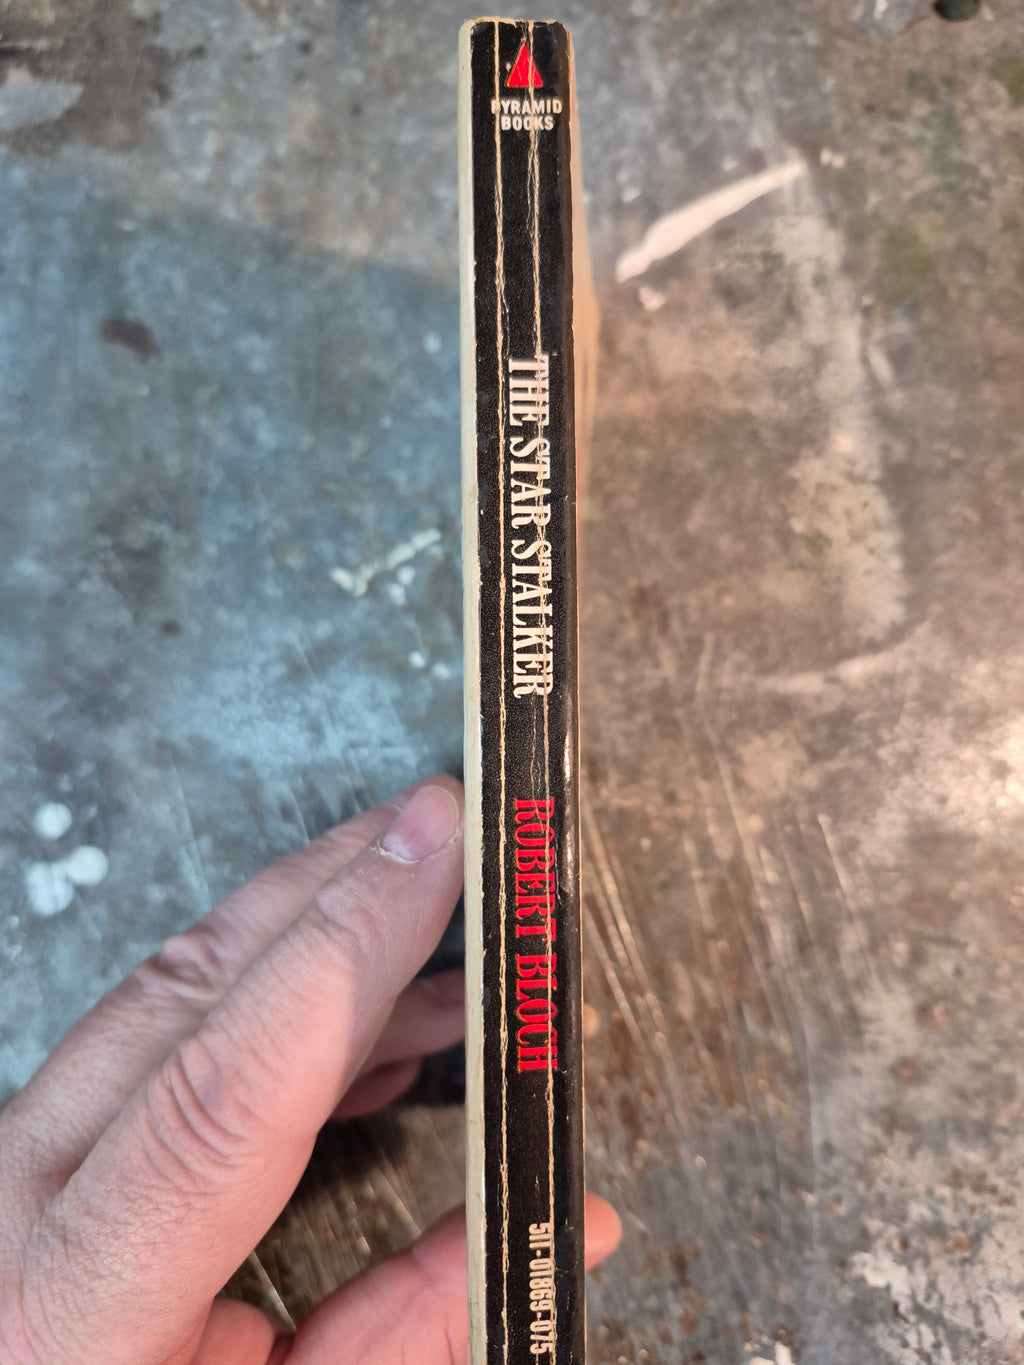 PYRAMID
BOOKS
THE STAR STALKER
ROBERT BLOCH
511-01869-075